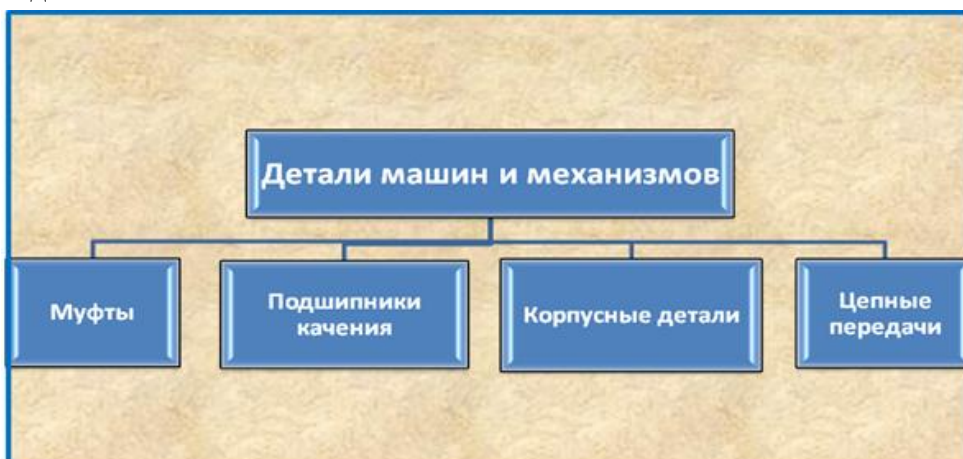 Детали машин и механизмов
Муфты
Подшипники
качения
Корпусные детали
Цепные
передачи